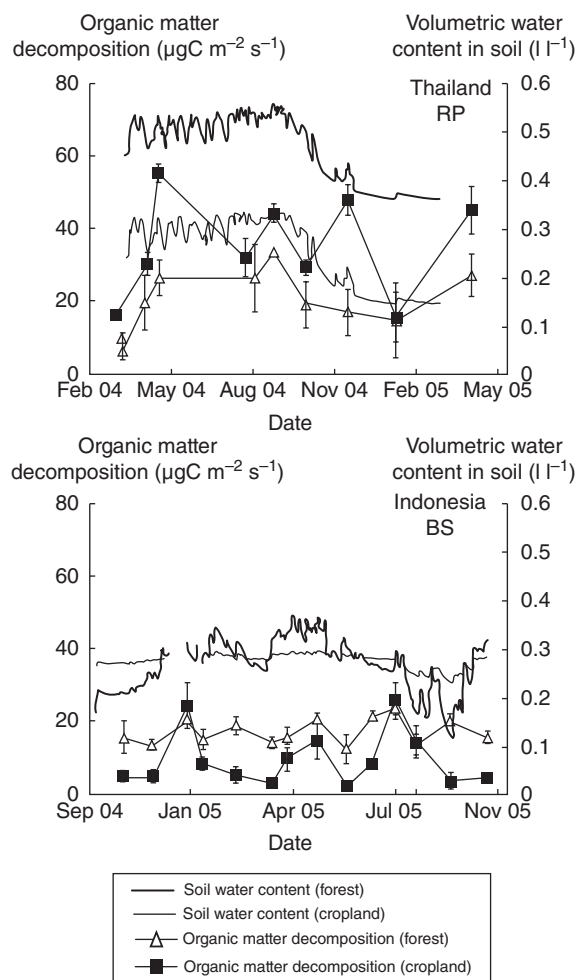 Organic matter
decomposition (µgC m⁻² s⁻¹)
Volumetric water
content in soil (l l⁻¹)
Thailand
RP
80
60
40
20
0
0.6
0.5
0.4
0.3
0.2
0.1
0
Feb 04 May 04 Aug 04 Nov 04 Feb 05 May 05
Date
Organic matter
decomposition (µgC m⁻² s⁻¹)
Volumetric water
content in soil (l l⁻¹)
Indonesia
BS
80
60
40
20
0
0.6
0.5
0.4
0.3
0.2
0.1
0
Sep 04 Jan 05 Apr 05 Jul 05 Nov 05
Date
Soil water content (forest)
Soil water content (cropland)
Organic matter decomposition (forest)
Organic matter decomposition (cropland)